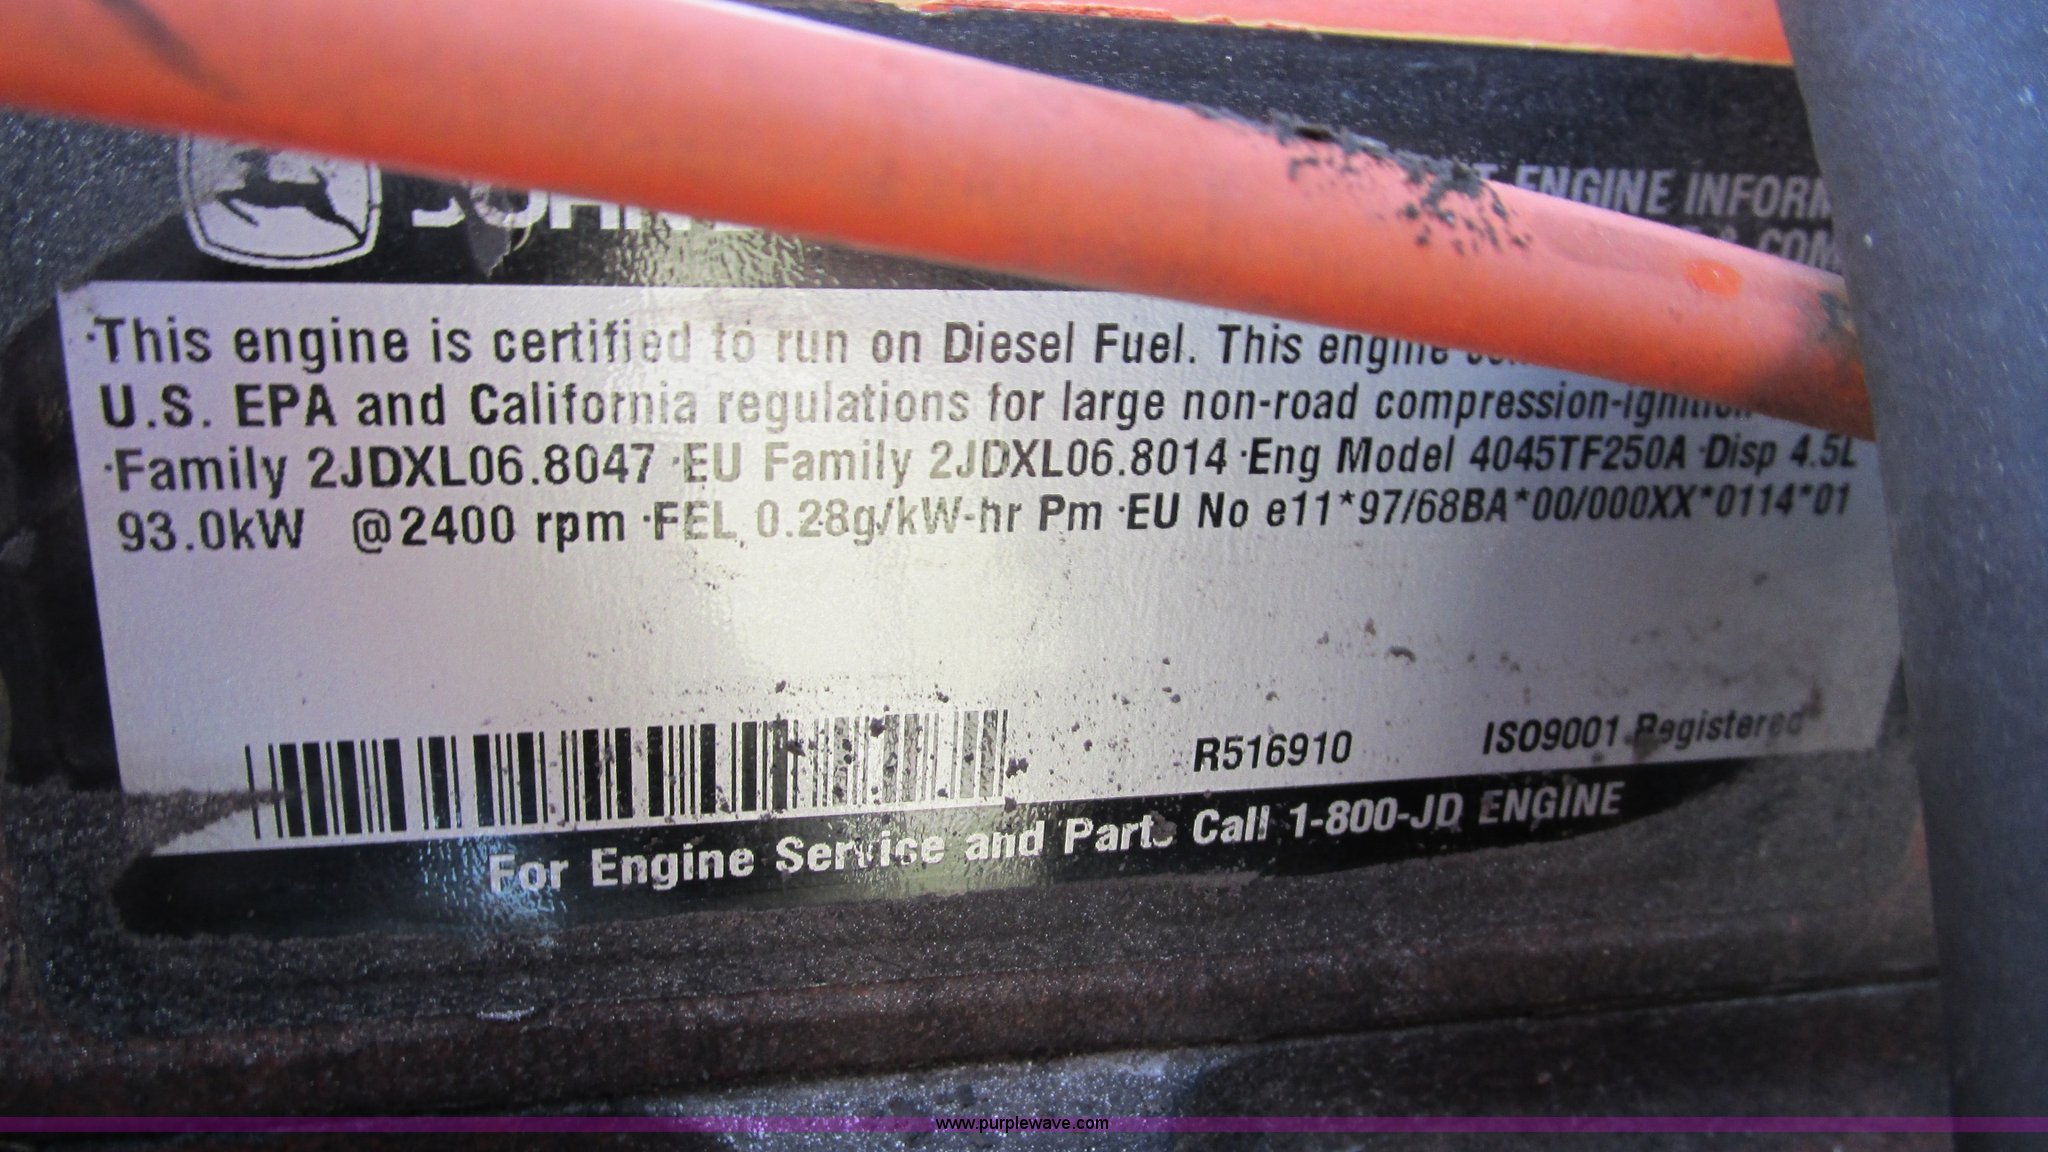 JOHN
ENGINE INFORM
& COM
·This engine is certified to run on Diesel Fuel. This engine
U.S. EPA and California regulations for large non-road compression-ignition
·Family 2JDXL06.8047 ·EU Family 2JDXL06.8014 ·Eng Model 4045TF250A ·Disp 4.5L
93.0kW @2400 rpm ·FEL 0.28g/kW-hr Pm ·EU No e11*97/68BA*00/000XX*0114*01
R516910 ISO9001 Registered
For Engine Service and Parts Call 1-800-JD ENGINE
www.purplewave.com